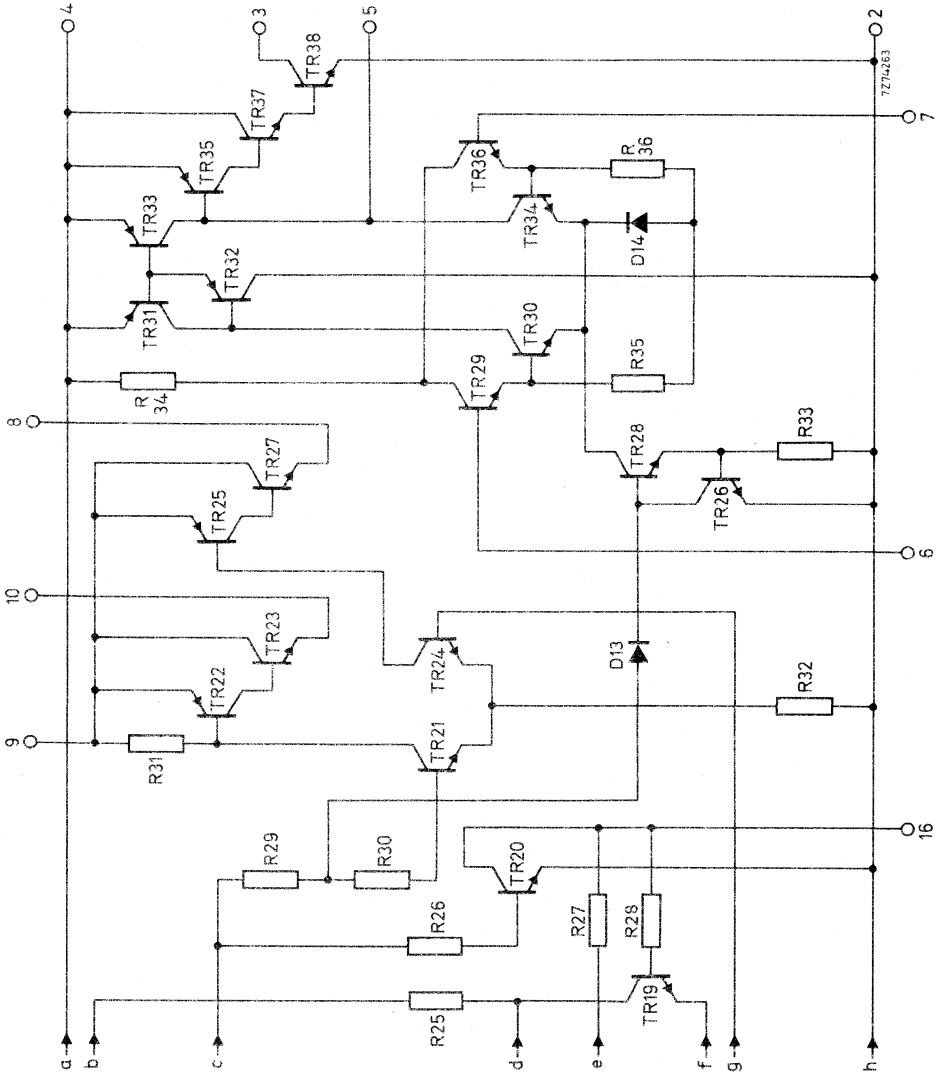 4
3
5
2
7Z74263
TR38
TR37
TR35
TR33
TR32
TR31
R
34
8
TR36
R
36
TR34
D14
7
TR29
TR30
R35
TR27
TR25
TR28
R33
TR26
6
10
TR23
TR22
TR24
D13
9
R31
TR21
R32
R29
R30
TR20
16
R26
R27
R28
R25
TR19
a
b
c
d
e
f
g
h